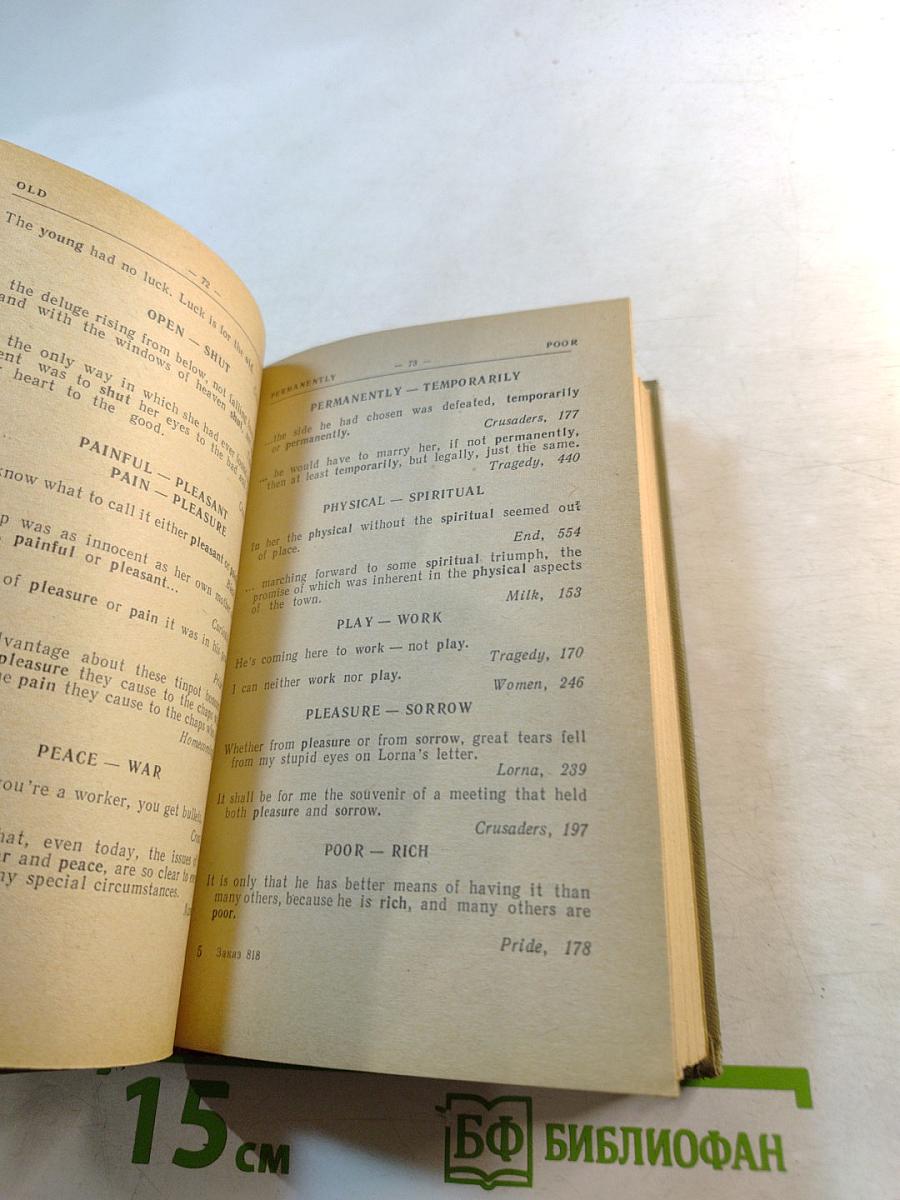 OLD
— 72 —
The young had no luck. Luck is for the old.
OPEN — SHUT
the deluge rising from below, not falling
and with the windows of heaven shut
the only way in which she had ever
ent was to shut her eyes to the bad
heart to the good.
PAINFUL — PLEASANT
PAIN — PLEASURE
know what to call it either pleasant or
p was as innocent as her own mother
painful or pleasant...
of pleasure or pain it was in his
vantage about these tinpot
pleasure they cause to the chaps
e pain they cause to the chaps
PEACE — WAR
you're a worker, you get bullets
hat, even today, the issues of
r and peace, are so clear to
ny special circumstances.
PERMANENTLY
— 73 —
POOR
PERMANENTLY — TEMPORARILY
...the side he had chosen was defeated, temporarily
or permanently.
Crusaders, 177
... he would have to marry her, if not permanently,
then at least temporarily, but legally, just the same.
Tragedy, 440
PHYSICAL — SPIRITUAL
In her the physical without the spiritual seemed out
of place.
End, 554
... marching forward to some spiritual triumph, the
promise of which was inherent in the physical aspects
of the town.
Milk, 153
PLAY — WORK
He's coming here to work — not play.
Tragedy, 170
I can neither work nor play.
Women, 246
PLEASURE — SORROW
Whether from pleasure or from sorrow, great tears fell
from my stupid eyes on Lorna's letter.
Lorna, 239
It shall be for me the souvenir of a meeting that held
both pleasure and sorrow.
Crusaders, 197
POOR — RICH
It is only that he has better means of having it than
many others, because he is rich, and many others are
poor.
Pride, 178
5 Заказ 818
15 см
БФ БИБЛИОФАН